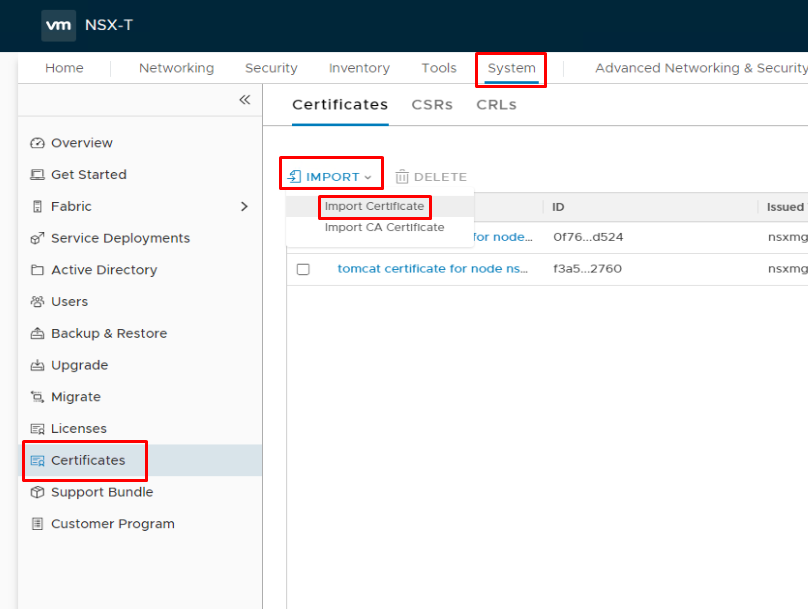 vm NSX-T
Home Networking Security Inventory Tools System Advanced Networking & Security
Certificates CSRs CRLs
Overview
Get Started
Fabric
Service Deployments
Active Directory
Users
Backup & Restore
Upgrade
Migrate
Licenses
Certificates
Support Bundle
Customer Program
IMPORT DELETE
Import Certificate
Import CA Certificate
ID Issued
for node... 0f76...d524 nsxmg
tomcat certificate for node ns... f3a5...2760 nsxmg